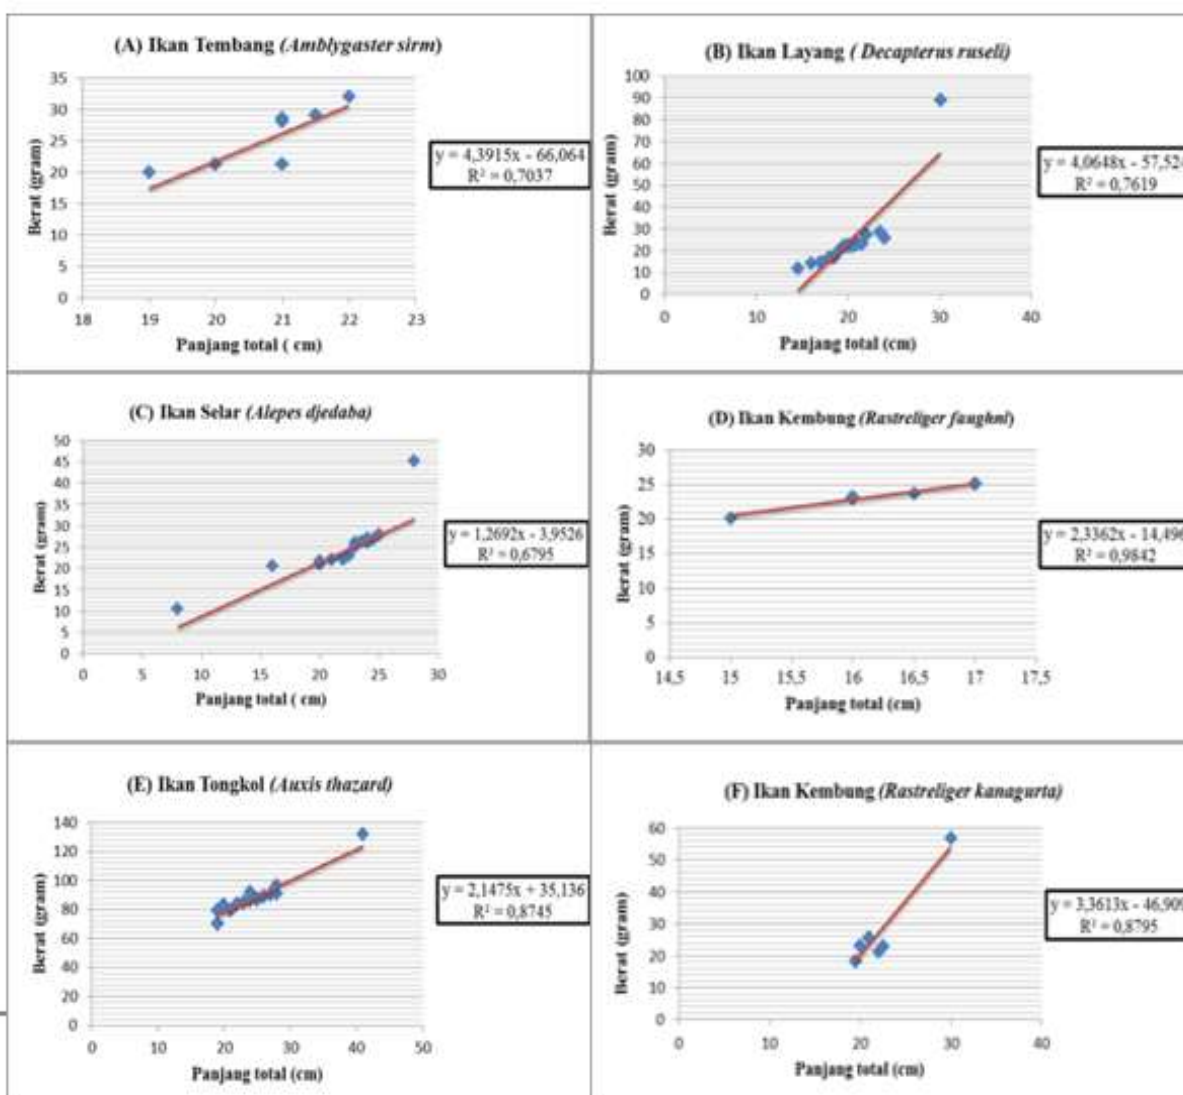 (A) Ikan Tembang (Amblygaster sirm)
35
30
25
20
15
10
5
0
Berat (gram)
18 19 20 21 22 23
Panjang total ( cm)
y = 4,3915x - 66,064
R² = 0,7037
(B) Ikan Layang ( Decapterus ruseli)
100
90
80
70
60
50
40
30
20
10
0
Berat (gram)
0 10 20 30 40
Panjang total (cm)
y = 4,0648x - 57,524
R² = 0,7619
(C) Ikan Selar (Alepes djedaba)
50
45
40
35
30
25
20
15
10
5
0
Berat (gram)
0 5 10 15 20 25 30
Panjang total ( cm)
y = 1,2692x - 3,9526
R² = 0,6795
(D) Ikan Kembung (Rastreliger faughni)
30
25
20
15
10
5
0
Berat (gram)
14,5 15 15,5 16 16,5 17 17,5
Panjang total (cm)
y = 2,3362x - 14,496
R² = 0,9842
(E) Ikan Tongkol (Auxis thazard)
140
120
100
80
60
40
20
0
Berat (gram)
0 10 20 30 40 50
Panjang total (cm)
y = 2,1475x + 35,136
R² = 0,8745
(F) Ikan Kembung (Rastreliger kanagurta)
60
50
40
30
20
10
0
Berat (gram)
0 10 20 30 40
Panjang total (cm)
y = 3,3613x - 46,909
R² = 0,8795